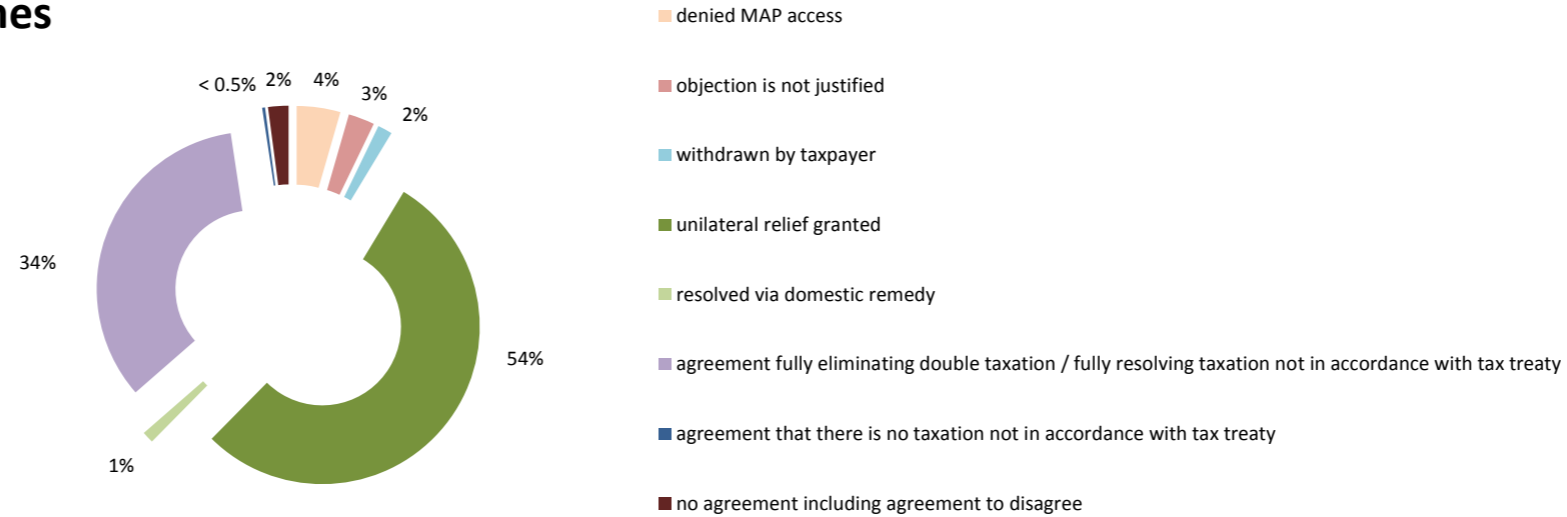 nes
denied MAP access
objection is not justified
withdrawn by taxpayer
unilateral relief granted
resolved via domestic remedy
agreement fully eliminating double taxation / fully resolving taxation not in accordance with tax treaty
agreement that there is no taxation not in accordance with tax treaty
no agreement including agreement to disagree
< 0.5%
2%
4%
3%
2%
34%
54%
1%